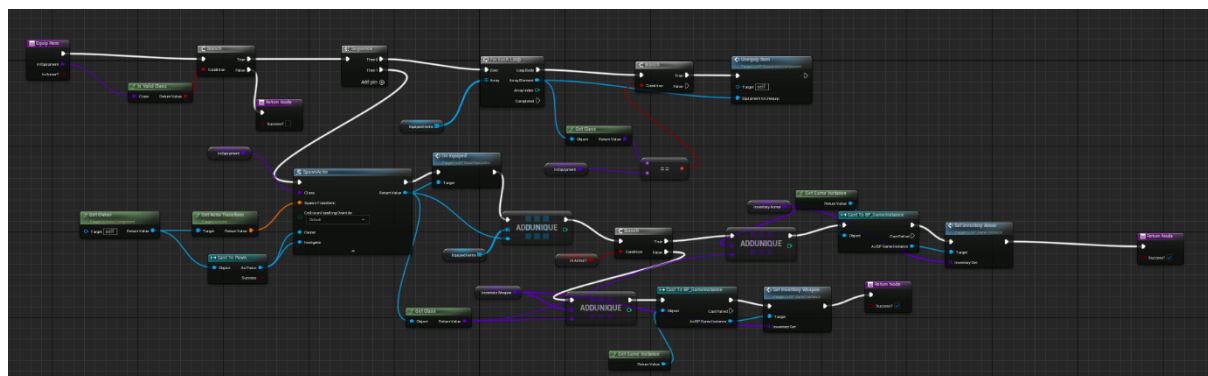 Equip Item
InEquipment
IsArmor?
Branch
Condition
True
False
Is Valid Class
Class
Return Value
Return Node
Success?
Sequence
Then 0
Then 1
Add pin
For Each Loop
Exec
Array
Loop Body
Array Element
Array Index
Completed
Equipped Items
Branch
Condition
True
False
Unequip Item
Target
self
Get Class
Object
Return Value
InEquipment
==
InEquipment
SpawnActor
Class
Spawn Transform
Collision Handling Override
Default
Owner
Instigator
Return Value
Get Owner
Target
self
Return Value
Get Actor Transform
Target
Return Value
Cast To Pawn
Object
As Pawn
Success
On Equipped
Target
Equipped Items
ADDUNIQUE
Branch
Condition
True
False
Is Armor?
Inventory Armor
ADDUNIQUE
Get Game Instance
Return Value
Cast To BP_GameInstance
Object
Cast Failed
As BP Game Instance
Set Inventory Armor
Target
Inventory Out
Return Node
Success?
Inventory Weapon
ADDUNIQUE
Get Class
Object
Return Value
Cast To BP_GameInstance
Object
Cast Failed
As BP Game Instance
Set Inventory Weapon
Target
Inventory Out
Return Node
Success?
Get Game Instance
Return Value